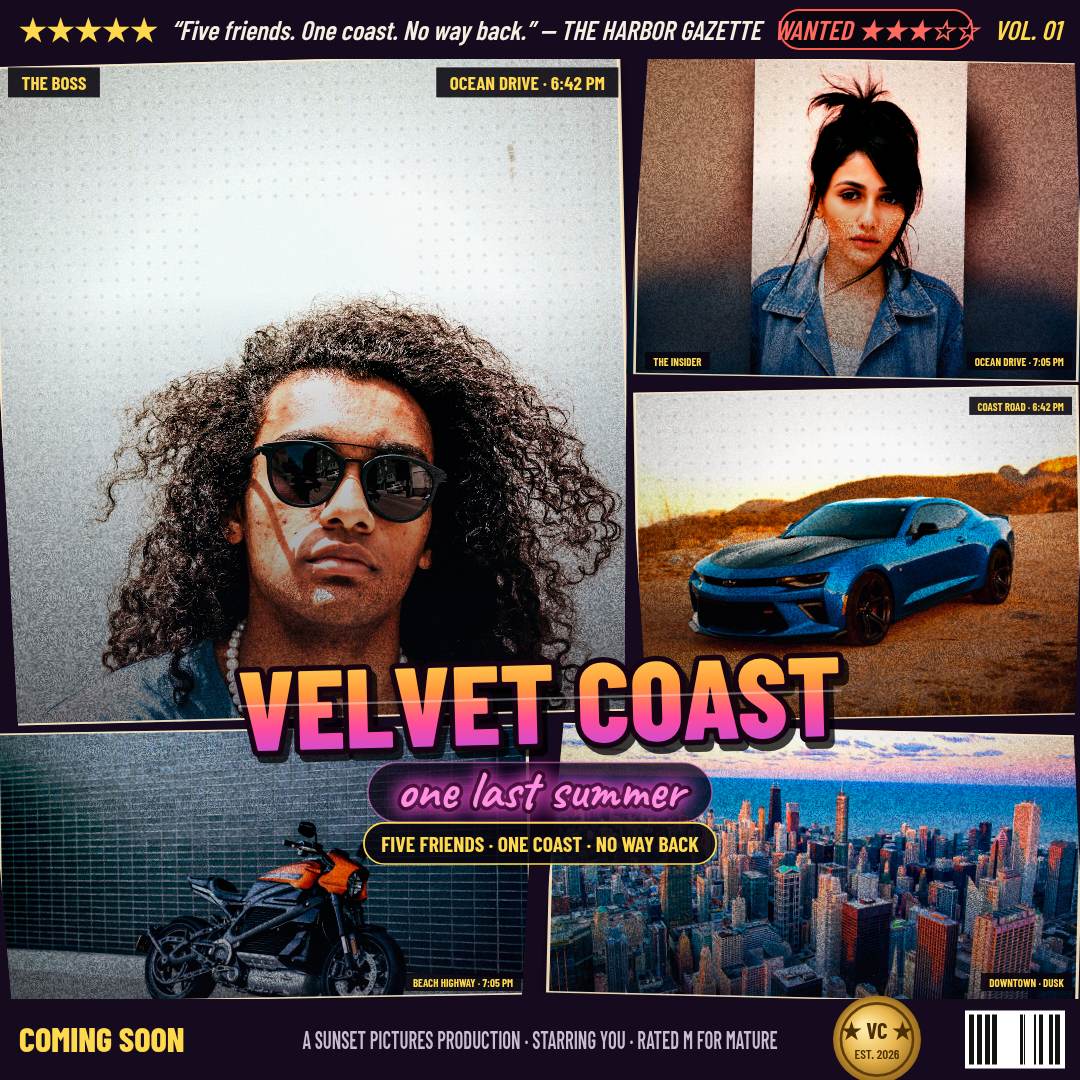 ★★★★★ “Five friends. One coast. No way back.” – THE HARBOR GAZETTE WANTED ★★★☆☆ VOL. 01
THE BOSS
OCEAN DRIVE · 6:42 PM
THE INSIDER
OCEAN DRIVE · 7:05 PM
COAST ROAD · 6:42 PM
VELVET COAST
one last summer
FIVE FRIENDS · ONE COAST · NO WAY BACK
BEACH HIGHWAY · 7:05 PM
DOWNTOWN · DUSK
COMING SOON
A SUNSET PICTURES PRODUCTION · STARRING YOU · RATED M FOR MATURE
★ VC ★
EST. 2026